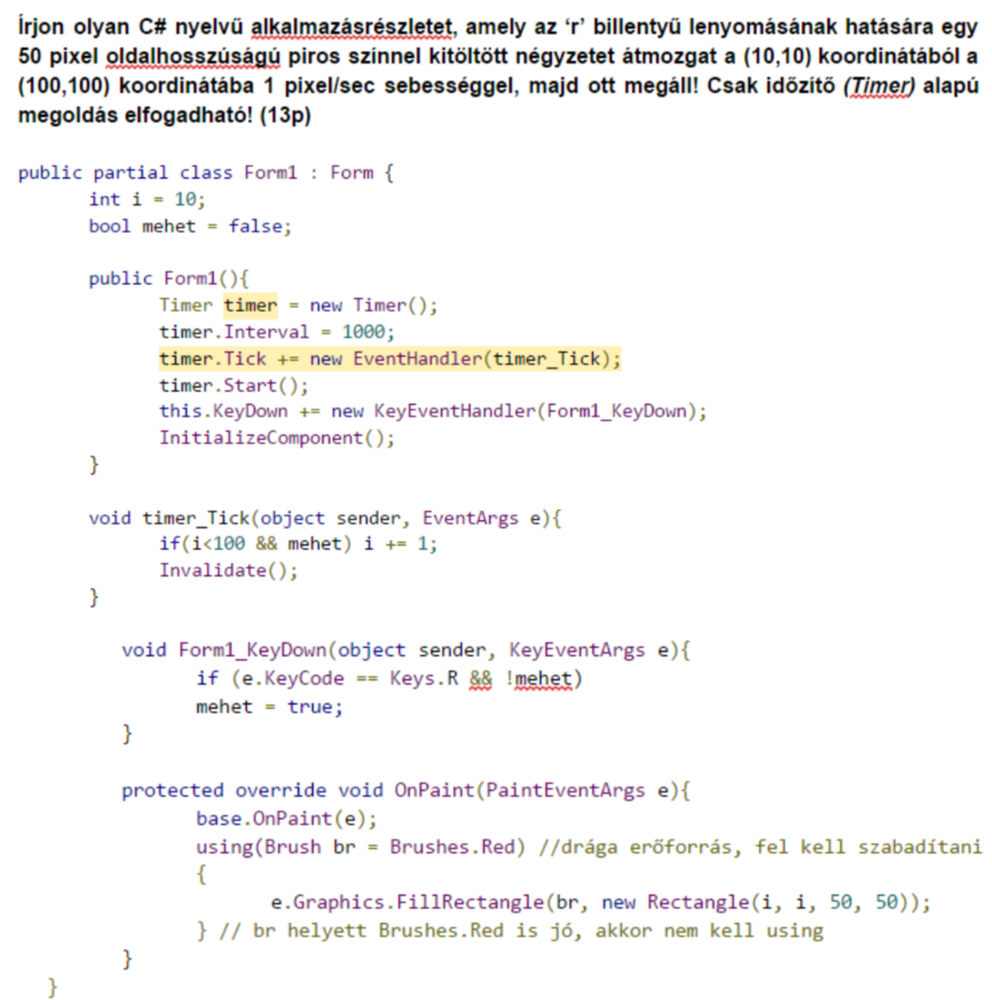 Írjon olyan C# nyelvű alkalmazásrészletet, amely az ‘r’ billentyű lenyomásának hatására egy
50 pixel oldalhosszúságú piros színnel kitöltött négyzetet átmozgat a (10,10) koordinátából a
(100,100) koordinátába 1 pixel/sec sebességgel, majd ott megáll! Csak időzítő (Timer) alapú
megoldás elfogadható! (13p)
public partial class Form1 : Form {
int i = 10;
bool mehet = false;
public Form1(){
Timer timer = new Timer();
timer.Interval = 1000;
timer.Tick += new EventHandler(timer_Tick);
timer.Start();
this.KeyDown += new KeyEventHandler(Form1_KeyDown);
InitializeComponent();
}
void timer_Tick(object sender, EventArgs e){
if(i<100 && mehet) i += 1;
Invalidate();
}
void Form1_KeyDown(object sender, KeyEventArgs e){
if (e.KeyCode == Keys.R && !mehet)
mehet = true;
}
protected override void OnPaint(PaintEventArgs e){
base.OnPaint(e);
using(Brush br = Brushes.Red) //drága erőforrás, fel kell szabadítani
{
e.Graphics.FillRectangle(br, new Rectangle(i, i, 50, 50));
} // br helyett Brushes.Red is jó, akkor nem kell using
}
}